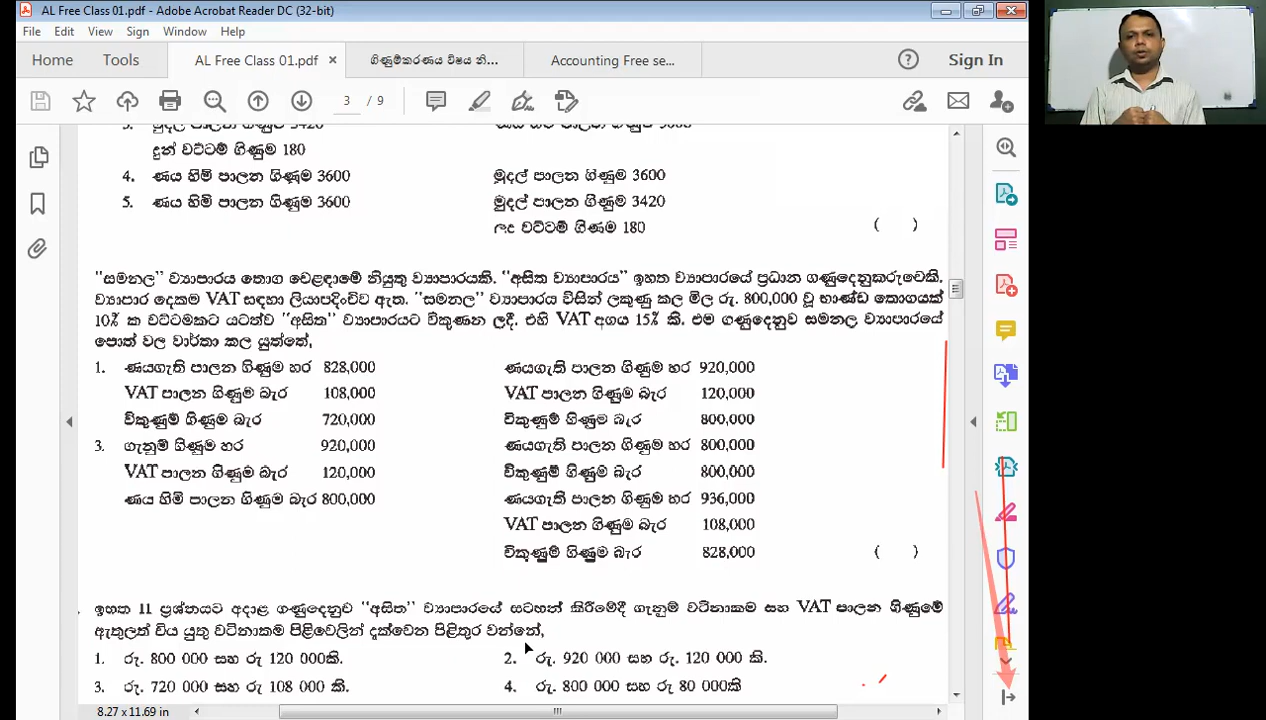 AL Free Class 01.pdf - Adobe Acrobat Reader DC (32-bit)
File Edit View Sign Window Help
Home Tools AL Free Class 01.pdf × ගිණුම්කරණය විෂය නි... Accounting Free se... Sign In
3 / 9
දුන් වට්ටම් ගිණුම 180
4. ණය හිමි පාලන ගිණුම 3600 මුදල් පාලන ගිණුම 3600
5. ණය හිමි පාලන ගිණුම 3600 මුදල් පාලන ගිණුම 3420
ලද වට්ටම් ගිණම 180 ( )
"සමනල" ව්‍යාපාරය තොග වෙළඳාමේ නියුතු ව්‍යාපාරයකි. "අසිත ව්‍යාපාරය" ඉහත ව්‍යාපාරයේ ප්‍රධාන ගණුදෙනුකරුවෙකි.
ව්‍යාපාර දෙකම VAT සඳහා ලියාපදිංචිව ඇත. "සමනල" ව්‍යාපාරය විසින් ලකුණු කල මිල රු. 800,000 වූ භාණ්ඩ තොගයක්
10% ක වට්ටමකට යටත්ව "අසිත" ව්‍යාපාරයට විකුණන ලදී. එහි VAT අගය 15% කි. එම ගණුදෙනුව සමනල ව්‍යාපාරයේ
පොත් වල වාර්තා කල යුත්තේ,
1. ණයගැති පාලන ගිණුම හර 828,000 ණයගැති පාලන ගිණුම හර 920,000
VAT පාලන ගිණුම බැර 108,000 VAT පාලන ගිණුම බැර 120,000
විකුණුම් ගිණුම බැර 720,000 විකුණුම් ගිණුම බැර 800,000
3. ගැනුම් ගිණුම හර 920,000 ණයගැති පාලන ගිණුම හර 800,000
VAT පාලන ගිණුම බැර 120,000 විකුණුම් ගිණුම බැර 800,000
ණය හිමි පාලන ගිණුම බැර 800,000 ණයගැති පාලන ගිණුම හර 936,000
VAT පාලන ගිණුම බැර 108,000
විකුණුම් ගිණුම බැර 828,000 ( )
ඉහත 11 ප්‍රශ්නයට අදාළ ගණුදෙනුව "අසිත" ව්‍යාපාරයේ සටහන් කිරීමේදී ගැනුම් වටිනාකම සහ VAT පාලන ගිණුමේ
ඇතුලත් විය යුතු වටිනාකම පිළිවෙලින් දැක්වෙන පිළිතුර වන්නේ,
1. රු. 800 000 සහ රු 120 000කි. 2. රු. 920 000 සහ රු. 120 000 කි.
3. රු. 720 000 සහ රු 108 000 කි. 4. රු. 800 000 සහ රු 80 000කි
8.27 x 11.69 in